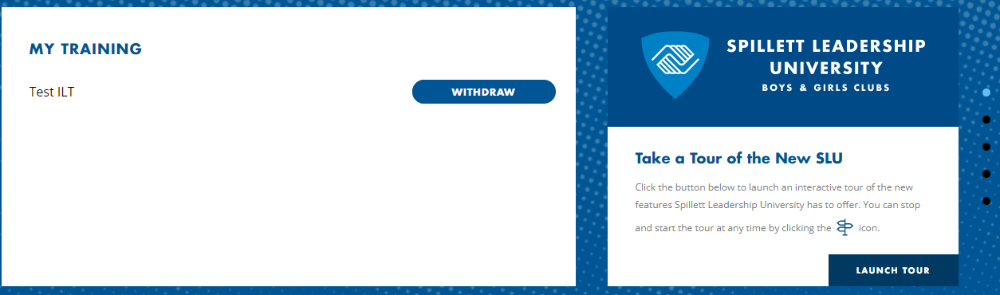 MY TRAINING
Test ILT
WITHDRAW
SPILLETT LEADERSHIP
UNIVERSITY
BOYS & GIRLS CLUBS
Take a Tour of the New SLU
Click the button below to launch an interactive tour of the new
features Spillett Leadership University has to offer. You can stop
and start the tour at any time by clicking the icon.
LAUNCH TOUR